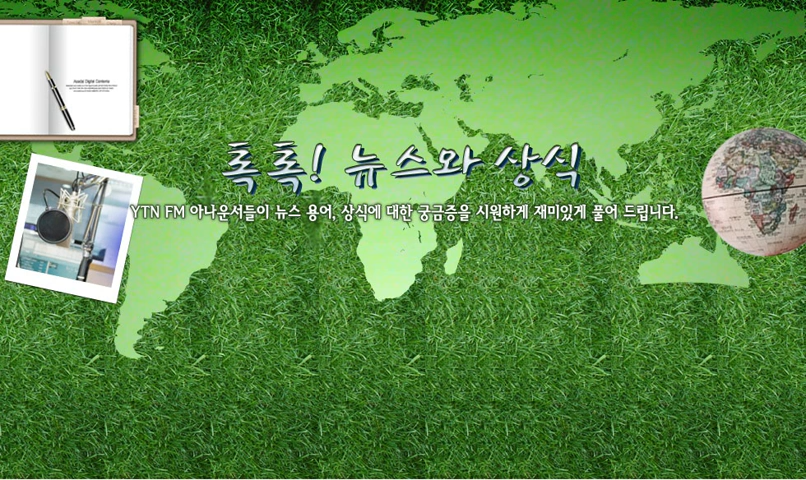 톡톡! 뉴스와 상식
YTN FM 아나운서들이 뉴스 용어, 상식에 대한 궁금증을 시원하게 재미있게 풀어 드립니다.